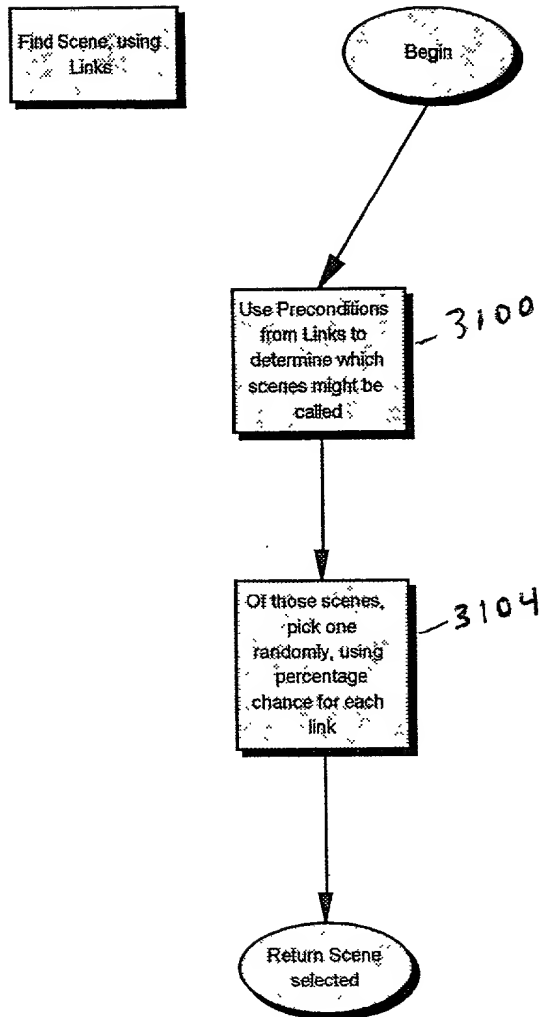 Find Scene, using
Links
Begin
Use Preconditions
from Links to
determine which
scenes might be
called
3100
Of those scenes,
pick one
randomly, using
percentage
chance for each
link
3104
Return Scene
selected